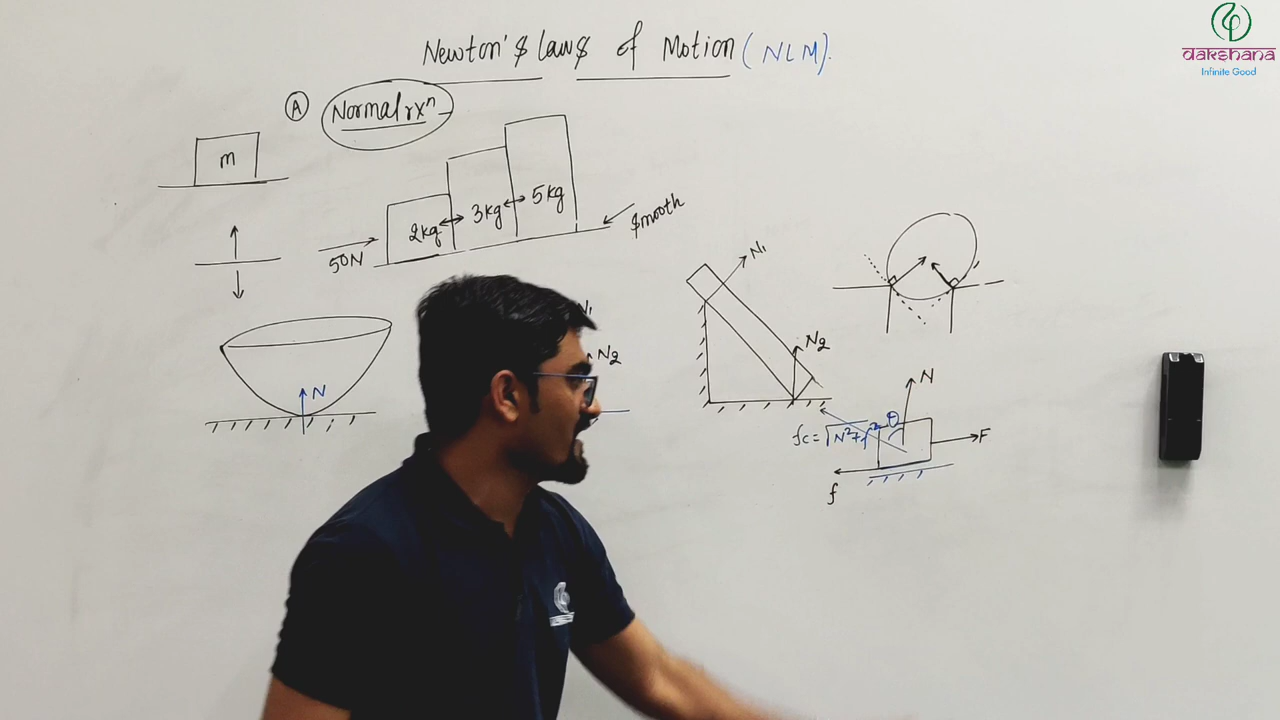 Newton's Laws of Motion (NLM).
dakshana
Infinite Good
A Normal rxⁿ
m
2kg 3kg 5kg
50N
smooth
N
N₂
N₁
N₂
N
θ
fc = √N²+f²
F
f